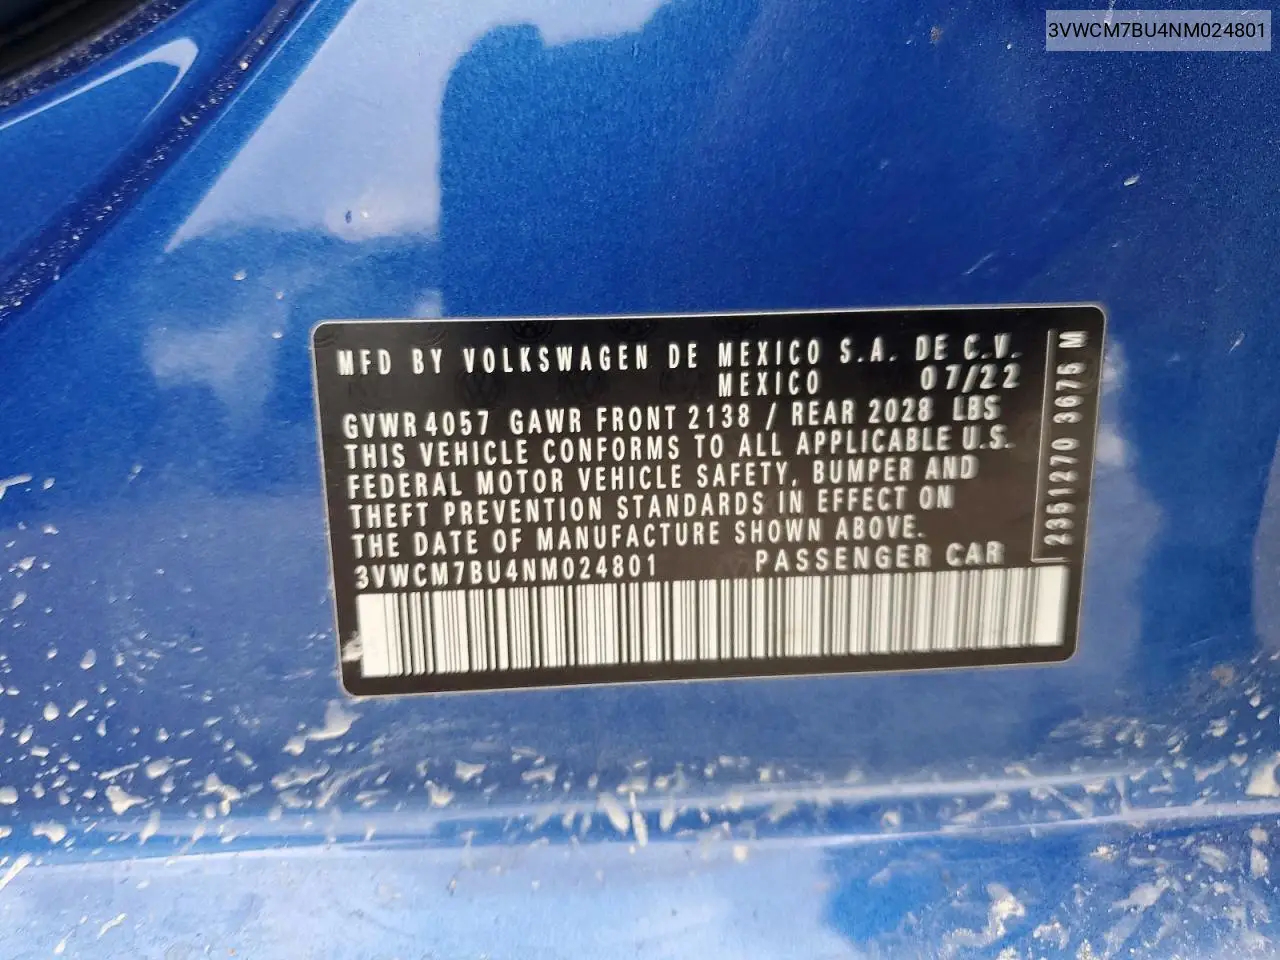 3VWCM7BU4NM024801
MFD BY VOLKSWAGEN DE MEXICO S.A. DE C.V.
MEXICO 07/22
GVWR 4057 GAWR FRONT 2138 / REAR 2028 LBS
THIS VEHICLE CONFORMS TO ALL APPLICABLE U.S.
FEDERAL MOTOR VEHICLE SAFETY, BUMPER AND
THEFT PREVENTION STANDARDS IN EFFECT ON
THE DATE OF MANUFACTURE SHOWN ABOVE.
3VWCM7BU4NM024801 PASSENGER CAR
2351270 3675 M